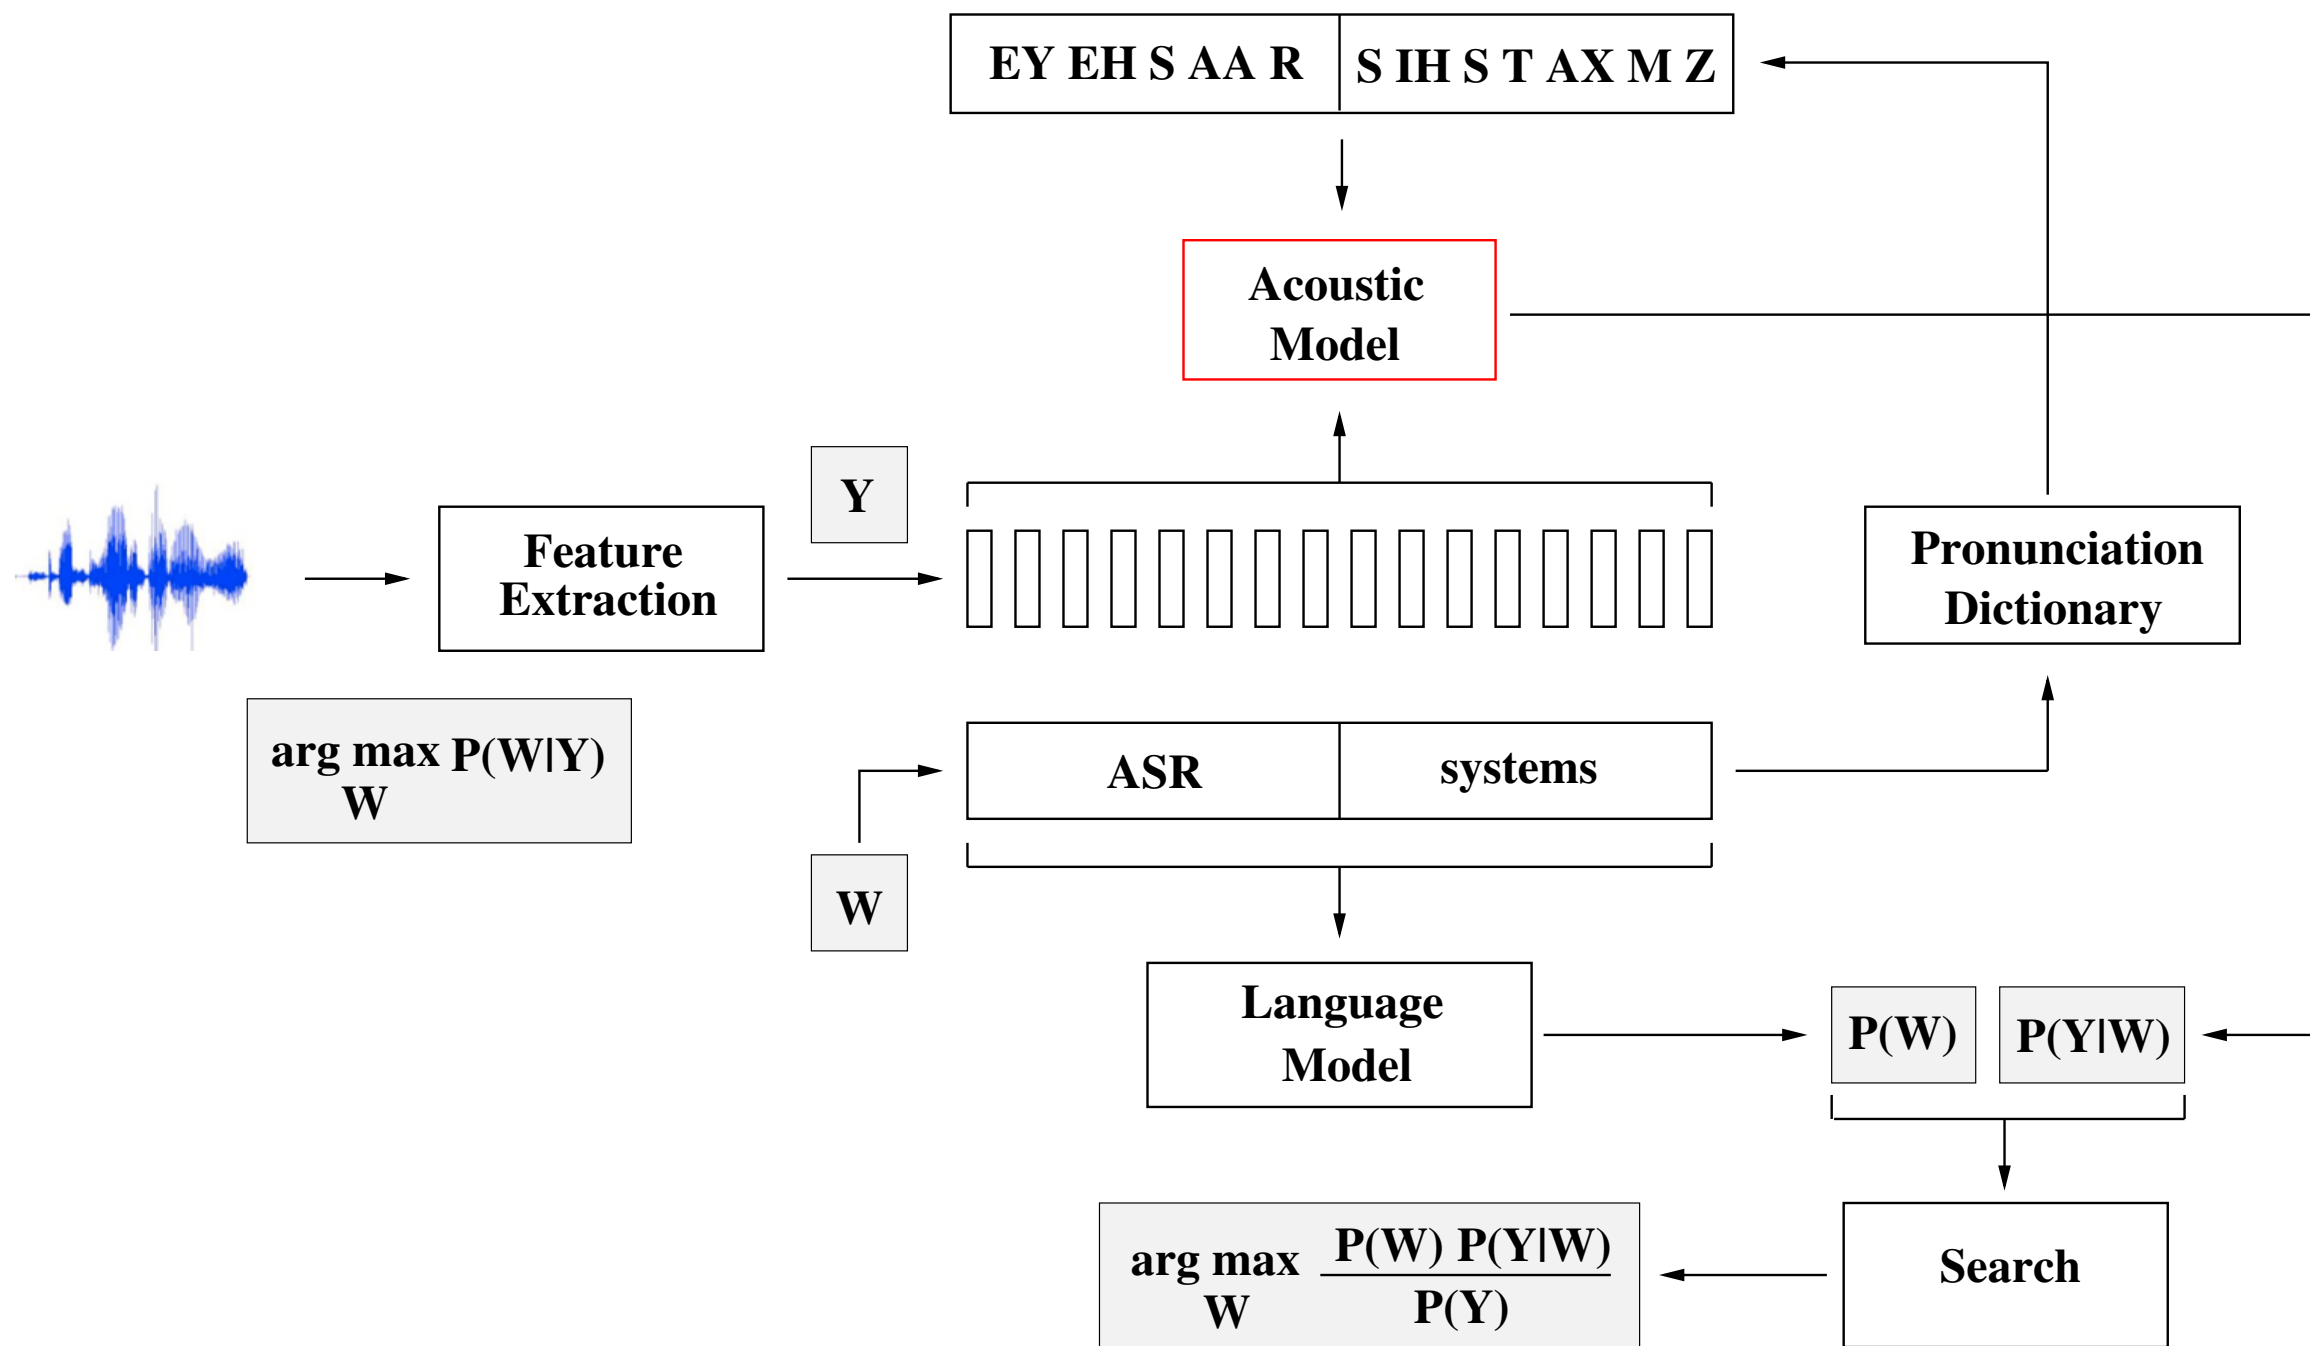 EY EH S AA R
S IH S T AX M Z
Acoustic
Model
Y
Feature
Extraction
Pronunciation
Dictionary
arg max P(W|Y)
W
ASR
systems
W
Language
Model
P(W)
P(Y|W)
arg max P(W) P(Y|W)
W P(Y)
Search